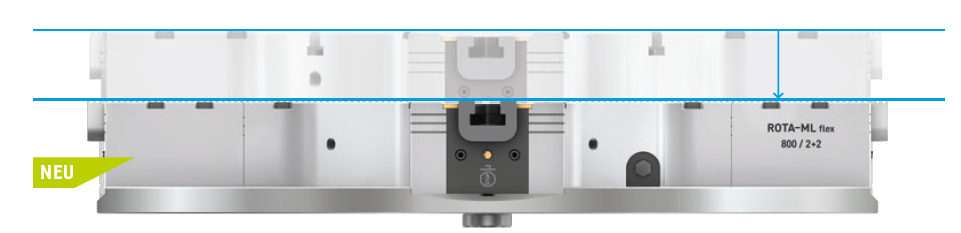 ROTA-ML flex
800 / 2+2
NEU